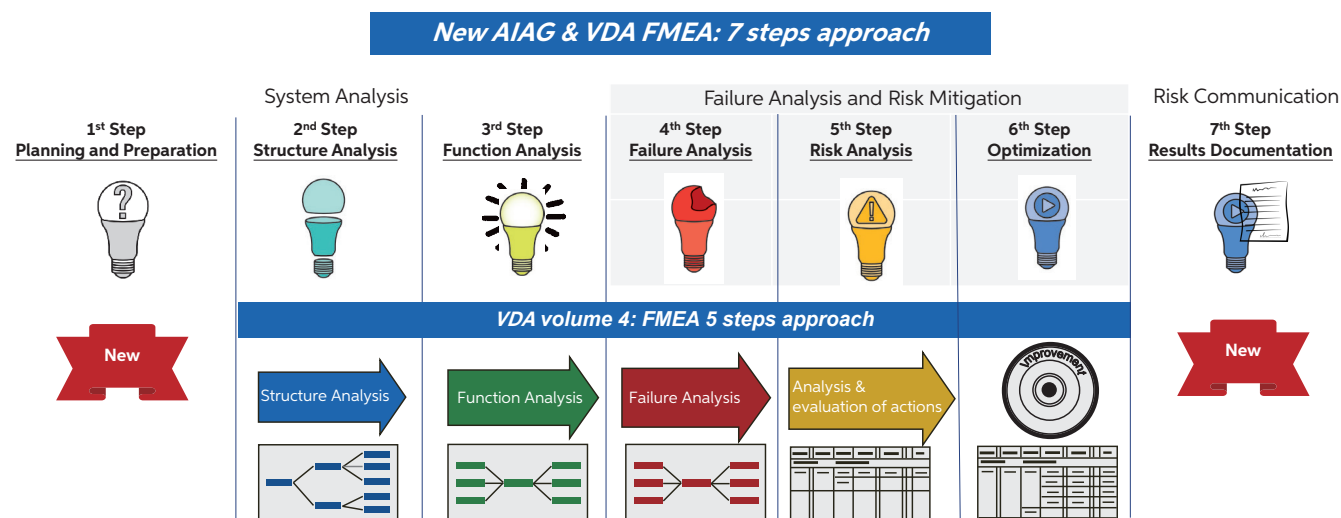 New AIAG & VDA FMEA: 7 steps approach
System Analysis
Failure Analysis and Risk Mitigation
Risk Communication
1st Step
Planning and Preparation
2nd Step
Structure Analysis
3rd Step
Function Analysis
4th Step
Failure Analysis
5th Step
Risk Analysis
6th Step
Optimization
7th Step
Results Documentation
?
!
VDA volume 4: FMEA 5 steps approach
New
Structure Analysis
Function Analysis
Failure Analysis
Analysis &
evaluation of actions
Improvement
New